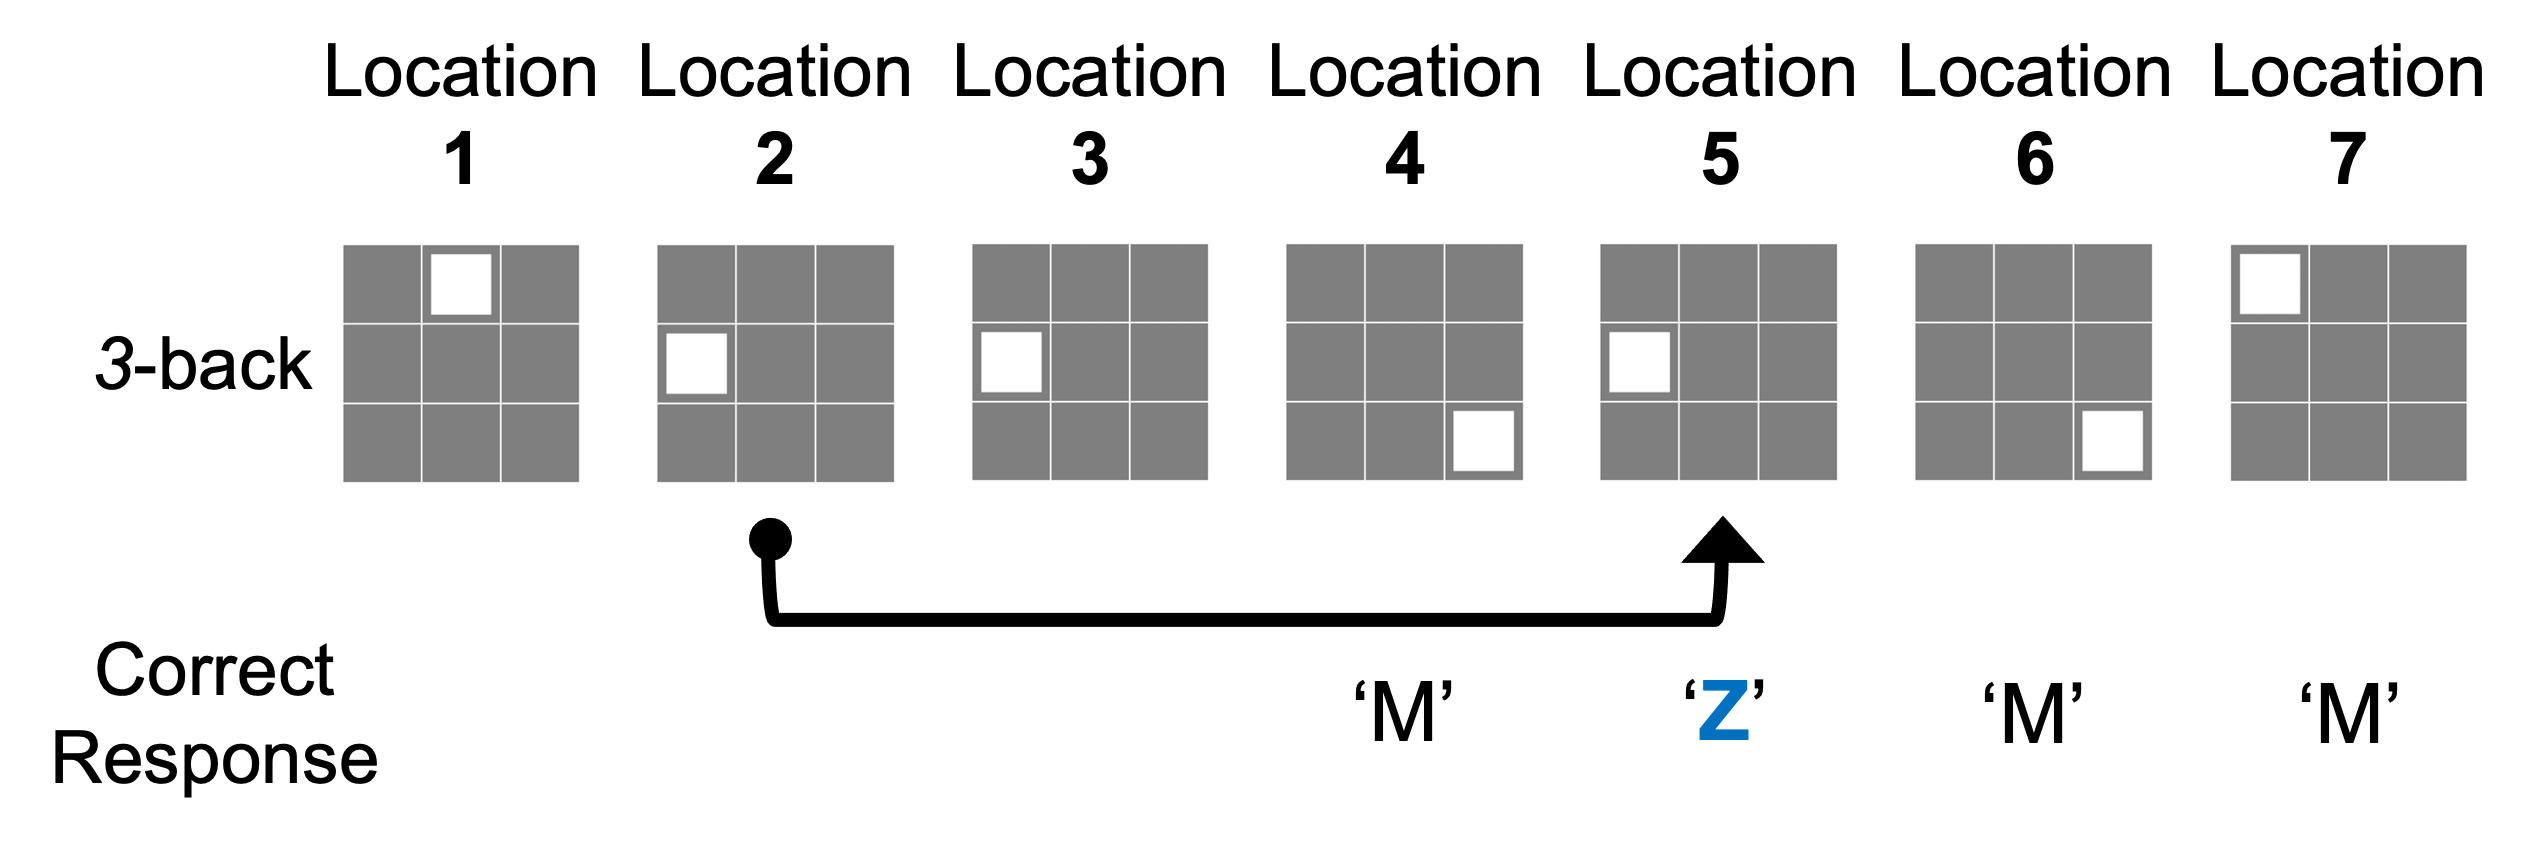 Location Location Location Location Location Location Location
1 2 3 4 5 6 7
3-back
Correct
Response
‘M’ ‘Z’ ‘M’ ‘M’